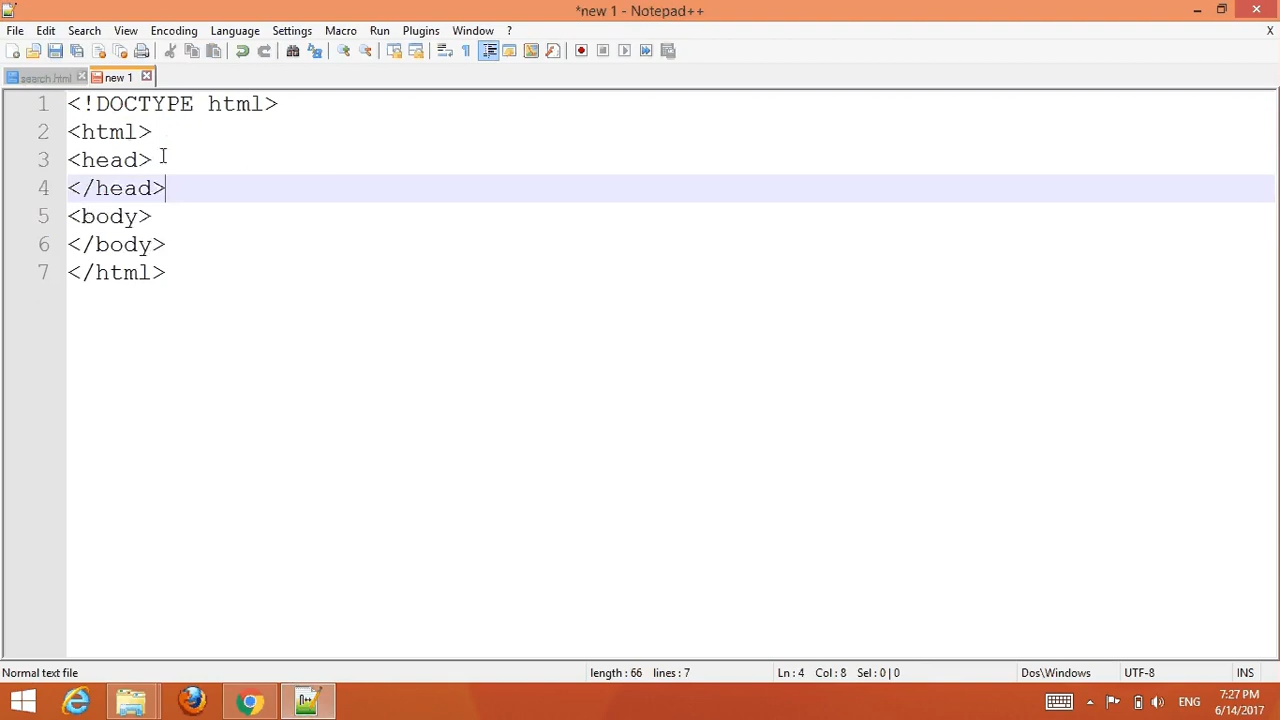 *new 1 - Notepad++
File Edit Search View Encoding Language Settings Macro Run Plugins Window ? X
search.html new 1
1 <!DOCTYPE html>
2 <html>
3 <head>
4 </head>
5 <body>
6 </body>
7 </html>
Normal text file length : 66 lines : 7 Ln : 4 Col : 8 Sel : 0 | 0 Dos\Windows UTF-8 INS
ENG 7:27 PM
6/14/2017